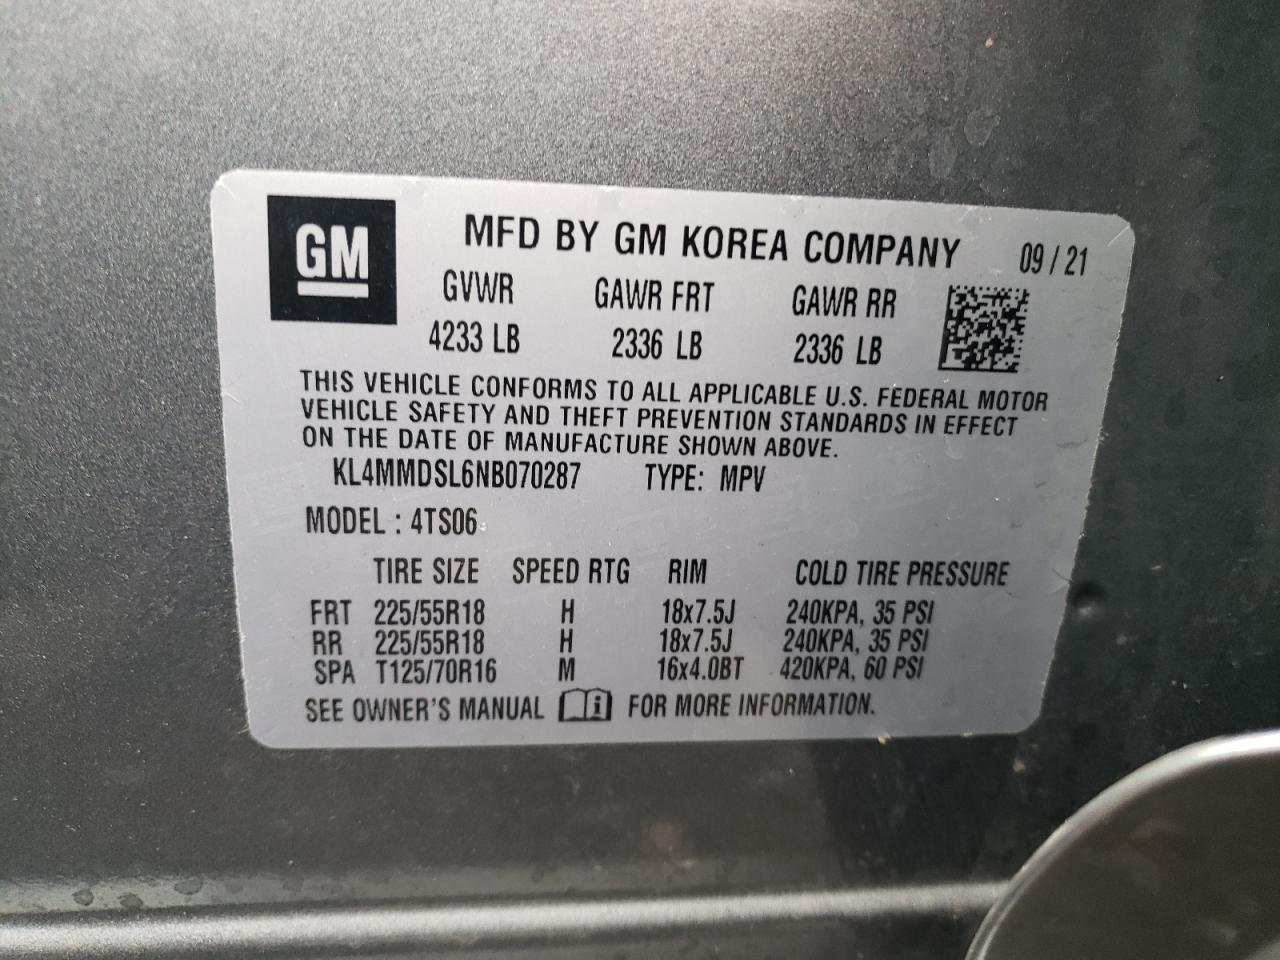 GM
MFD BY GM KOREA COMPANY 09 / 21
GVWR GAWR FRT GAWR RR
4233 LB 2336 LB 2336 LB
THIS VEHICLE CONFORMS TO ALL APPLICABLE U.S. FEDERAL MOTOR
VEHICLE SAFETY AND THEFT PREVENTION STANDARDS IN EFFECT
ON THE DATE OF MANUFACTURE SHOWN ABOVE.
KL4MMDSL6NB070287 TYPE: MPV
MODEL : 4TS06
TIRE SIZE SPEED RTG RIM COLD TIRE PRESSURE
FRT 225/55R18 H 18x7.5J 240KPA, 35 PSI
RR 225/55R18 H 18x7.5J 240KPA, 35 PSI
SPA T125/70R16 M 16x4.0BT 420KPA, 60 PSI
SEE OWNER'S MANUAL i FOR MORE INFORMATION.